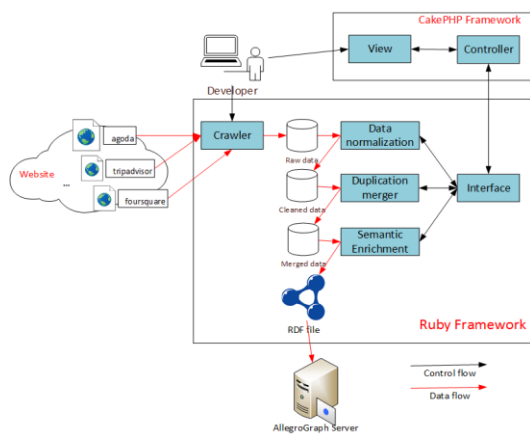 CakePHP Framework
View
Controller
Developer
Website
agoda
tripadvisor
...
foursquare
Crawler
Raw data
Data
normalization
Cleaned data
Duplication
merger
Interface
Merged data
Semantic
Enrichment
RDF file
Ruby Framework
Control flow
Data flow
AllegroGraph Server